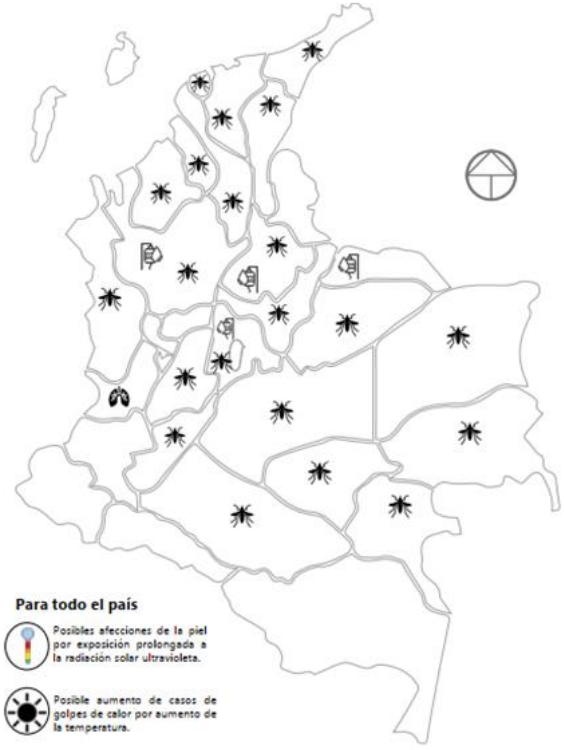 Para todo el país
Posibles afecciones de la piel
por exposición prolongada a
la radiación solar ultravioleta.
Posible aumento de casos de
golpes de calor por aumento de
la temperatura.